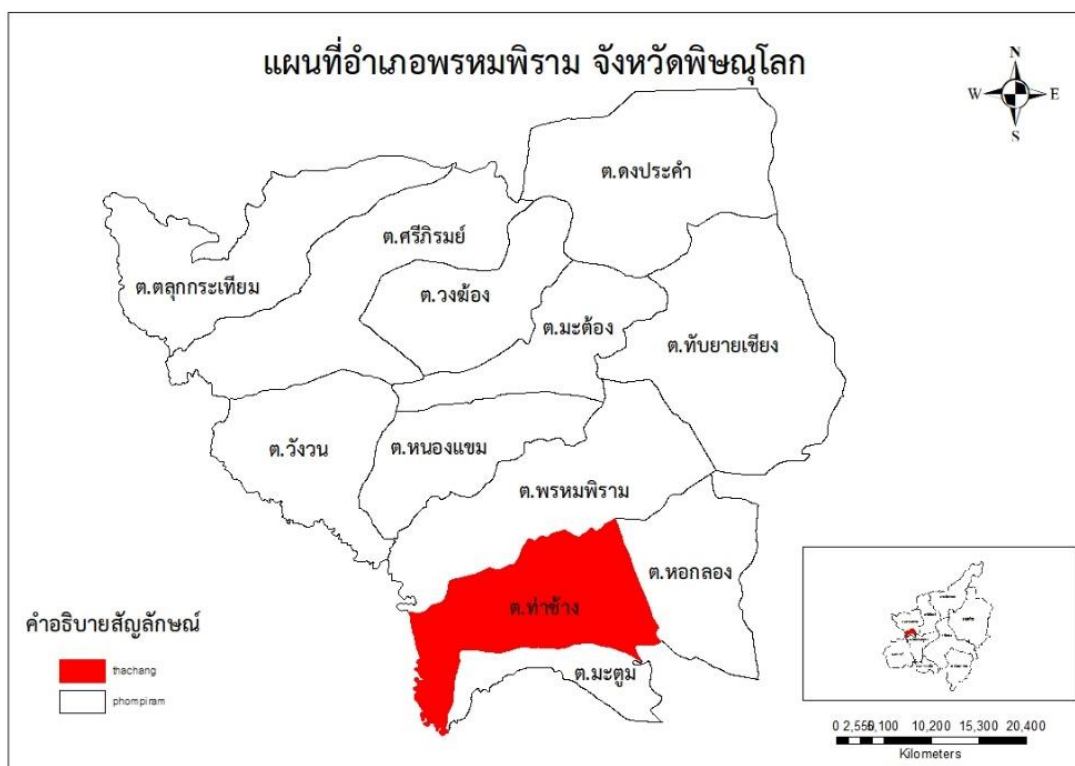 แผนที่อำเภอพรหมพิราม จังหวัดพิษณุโลก
N
W E
S
ต.ดงประคำ
ต.ศรีภิรมย์
ต.ตลุกกระเทียม
ต.วงฆ้อง
ต.มะต้อง
ต.ทับยายเชียง
ต.วังวน
ต.หนองแขม
ต.พรหมพิราม
ต.หอกลอง
ต.ท่าช้าง
ต.มะตูม
คำอธิบายสัญลักษณ์
thachang
phompiram
0 2,550 5,100 10,200 15,300 20,400
Kilometers